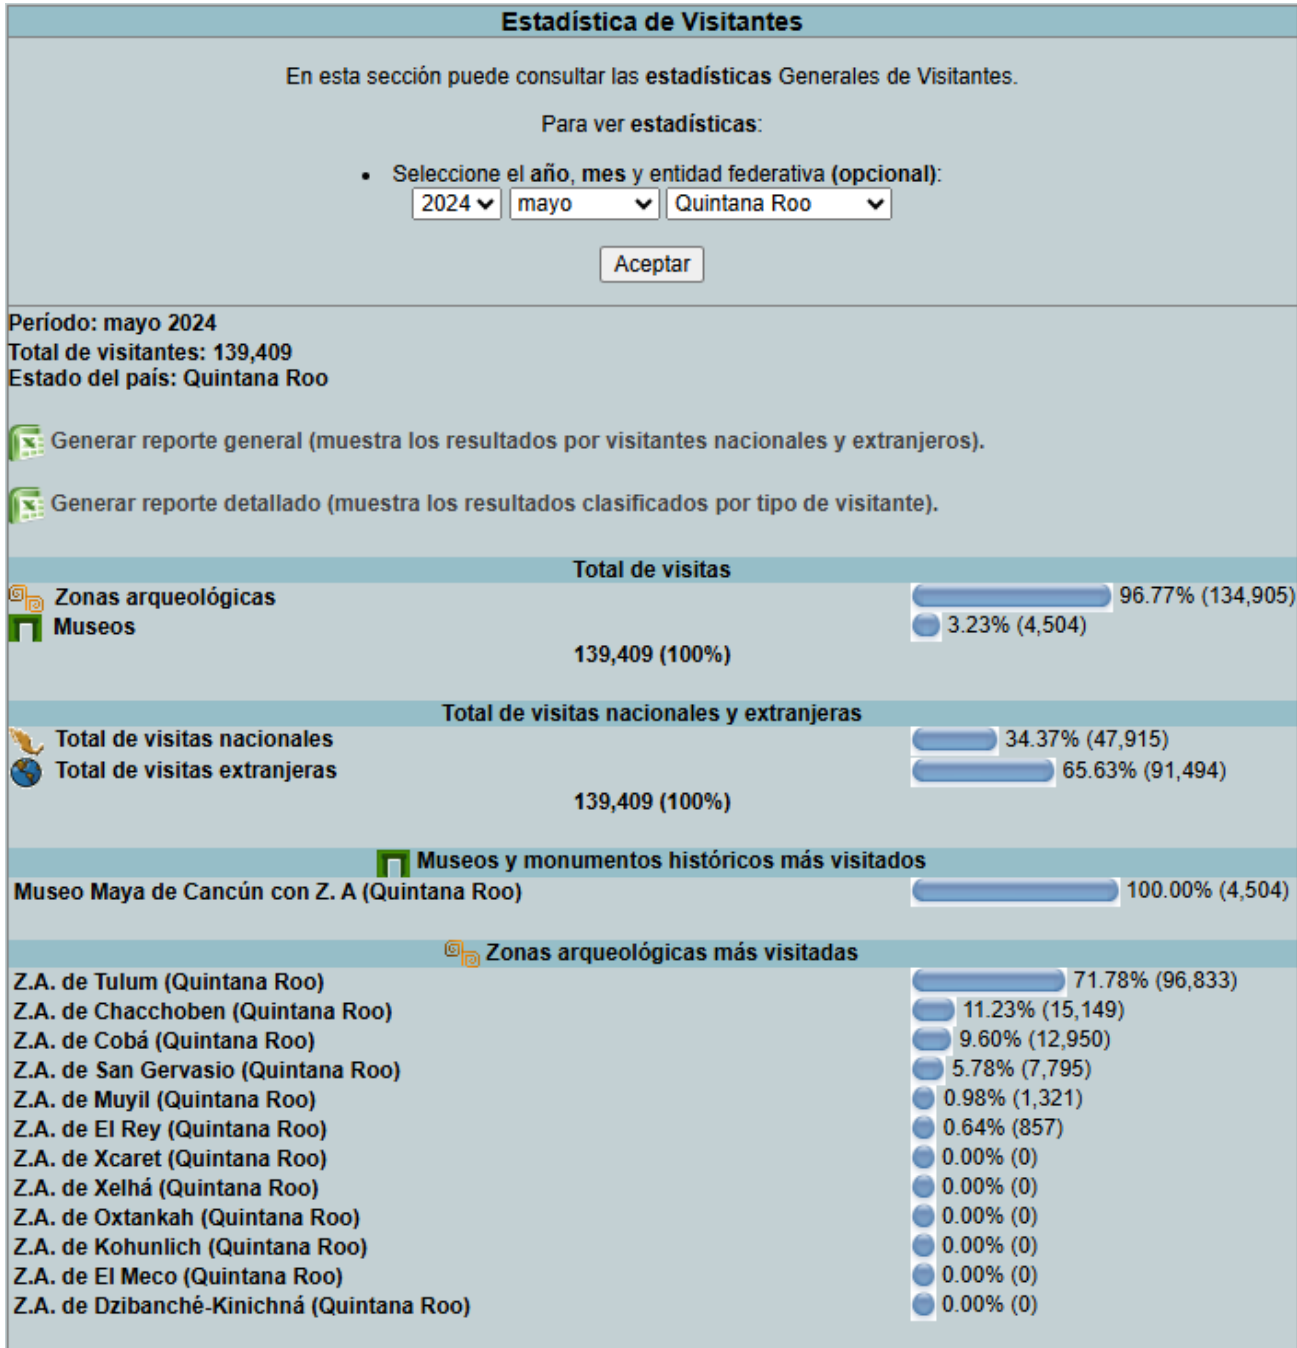 Estadística de Visitantes
En esta sección puede consultar las estadísticas Generales de Visitantes.
Para ver estadísticas:
• Seleccione el año, mes y entidad federativa (opcional):
2024 mayo Quintana Roo
Aceptar
Período: mayo 2024
Total de visitantes: 139,409
Estado del país: Quintana Roo
Generar reporte general (muestra los resultados por visitantes nacionales y extranjeros).
Generar reporte detallado (muestra los resultados clasificados por tipo de visitante).
Total de visitas
Zonas arqueológicas 96.77% (134,905)
Museos 3.23% (4,504)
139,409 (100%)
Total de visitas nacionales y extranjeras
Total de visitas nacionales 34.37% (47,915)
Total de visitas extranjeras 65.63% (91,494)
139,409 (100%)
Museos y monumentos históricos más visitados
Museo Maya de Cancún con Z. A (Quintana Roo) 100.00% (4,504)
Zonas arqueológicas más visitadas
Z.A. de Tulum (Quintana Roo) 71.78% (96,833)
Z.A. de Chacchoben (Quintana Roo) 11.23% (15,149)
Z.A. de Cobá (Quintana Roo) 9.60% (12,950)
Z.A. de San Gervasio (Quintana Roo) 5.78% (7,795)
Z.A. de Muyil (Quintana Roo) 0.98% (1,321)
Z.A. de El Rey (Quintana Roo) 0.64% (857)
Z.A. de Xcaret (Quintana Roo) 0.00% (0)
Z.A. de Xelhá (Quintana Roo) 0.00% (0)
Z.A. de Oxtankah (Quintana Roo) 0.00% (0)
Z.A. de Kohunlich (Quintana Roo) 0.00% (0)
Z.A. de El Meco (Quintana Roo) 0.00% (0)
Z.A. de Dzibanché-Kinichná (Quintana Roo) 0.00% (0)